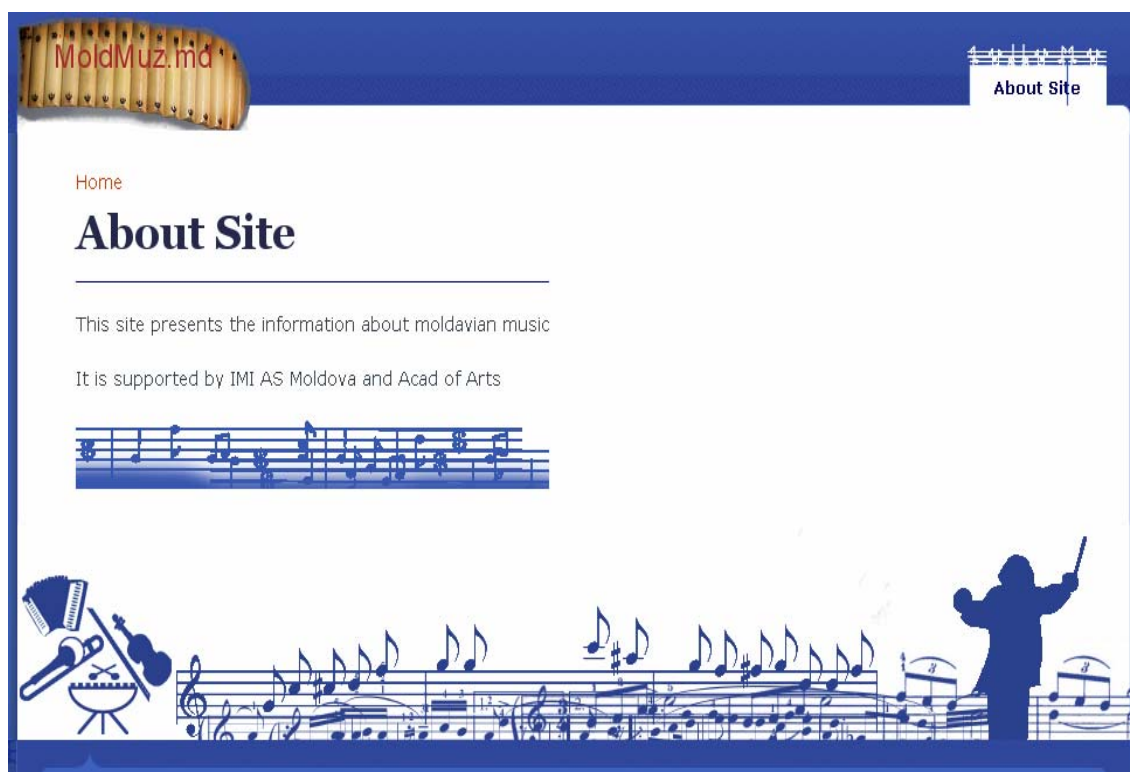 MoldMuz.md
About Site
Home
About Site
This site presents the information about moldavian music
It is supported by IMI AS Moldova and Acad of Arts